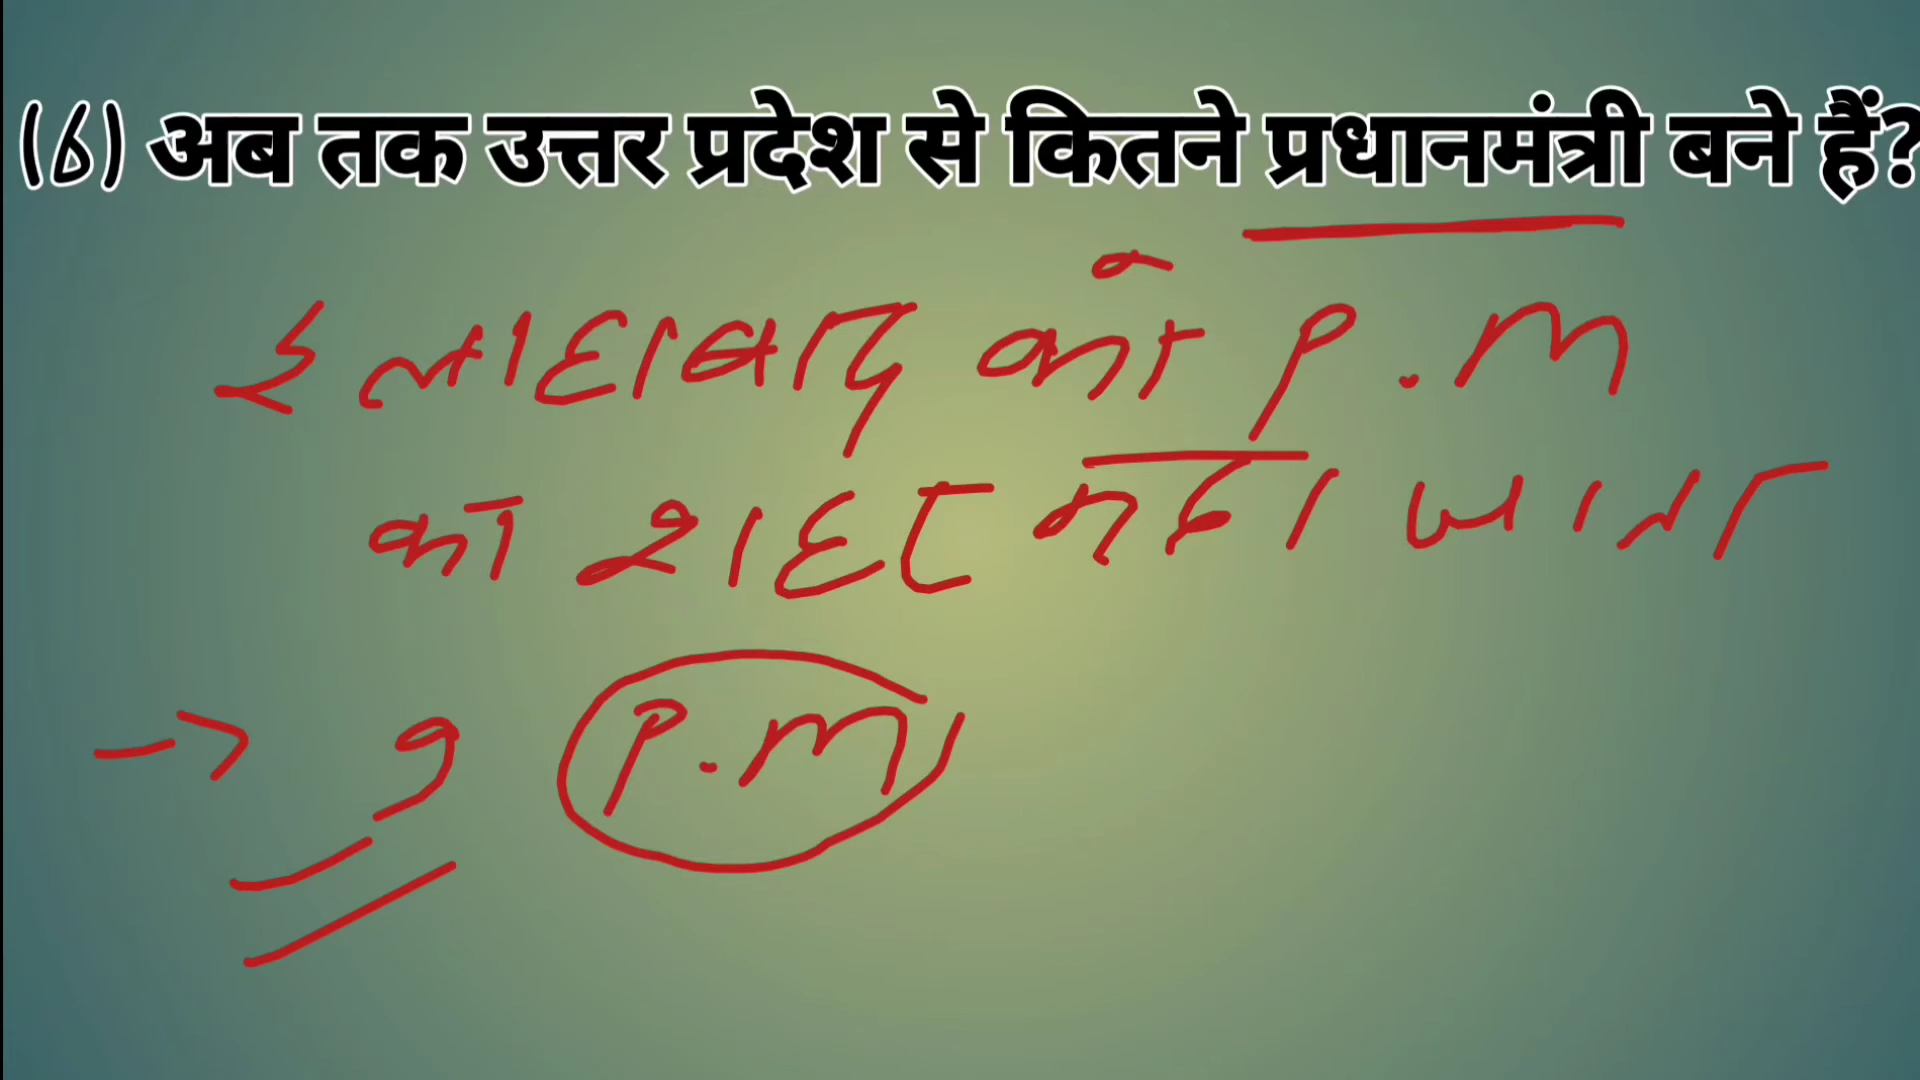 (6) अब तक उत्तर प्रदेश से कितने प्रधानमंत्री बने हैं?
इलाहाबाद को P.M
का शहर कहा जाता
→ 9 P.M